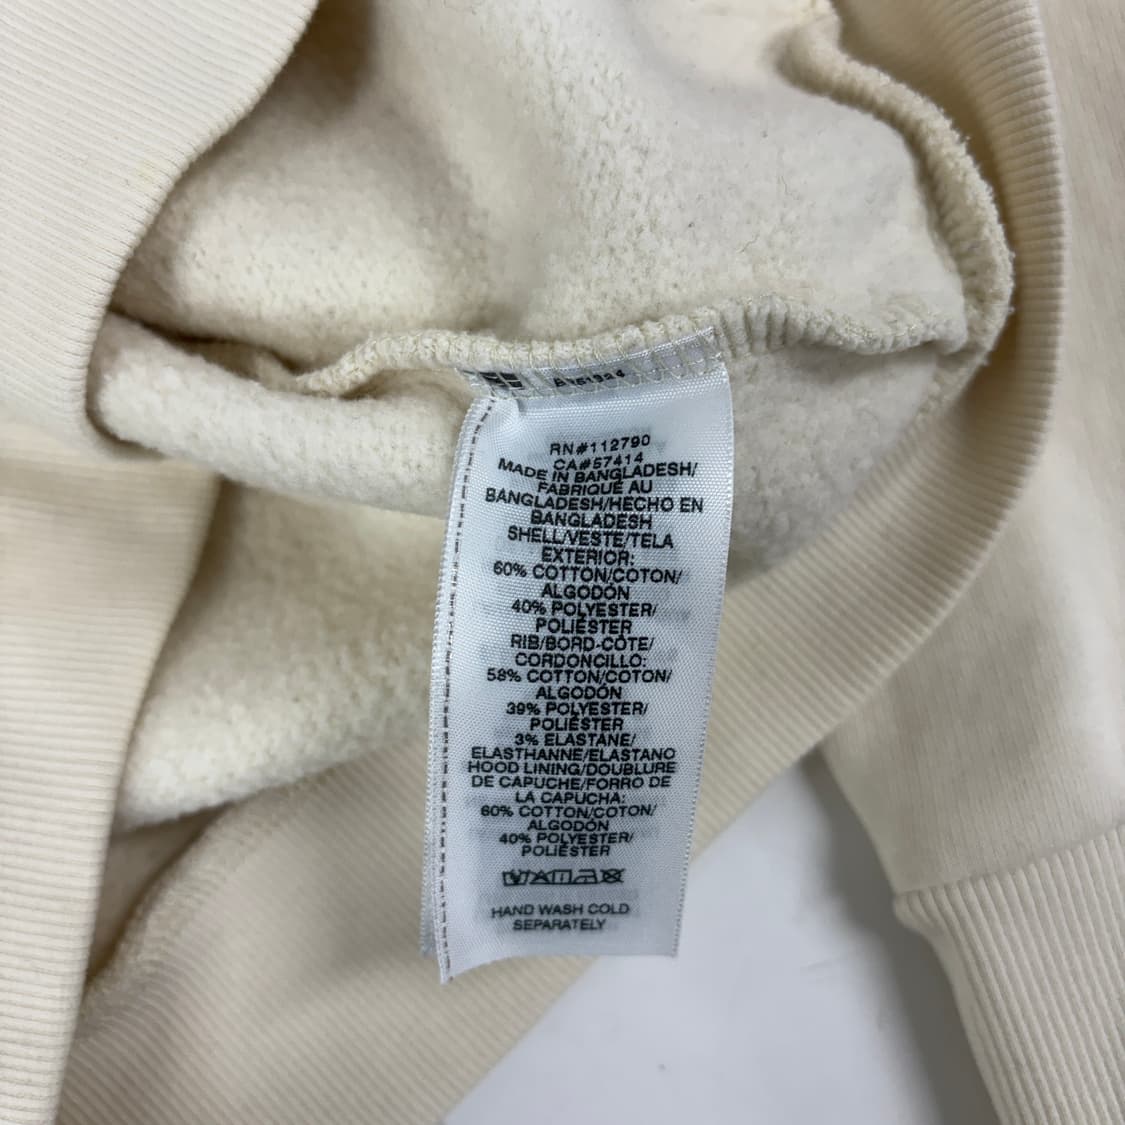 RN#112790
CA#57414
MADE IN BANGLADESH/
FABRIQUÉ AU
BANGLADESH/HECHO EN
BANGLADESH
SHELL/VESTE/TELA
EXTERIOR:
60% COTTON/COTON/
ALGODÓN
40% POLYESTER/
POLIÉSTER
RIB/BORD-CÔTE/
CORDONCILLO:
58% COTTON/COTON/
ALGODÓN
39% POLYESTER/
POLIÉSTER
3% ELASTANE/
ELASTHANNE/ELASTANO
HOOD LINING/DOUBLURE
DE CAPUCHE/FORRO DE
LA CAPUCHA:
60% COTTON/COTON/
ALGODÓN
40% POLYESTER/
POLIÉSTER
HAND WASH COLD
SEPARATELY